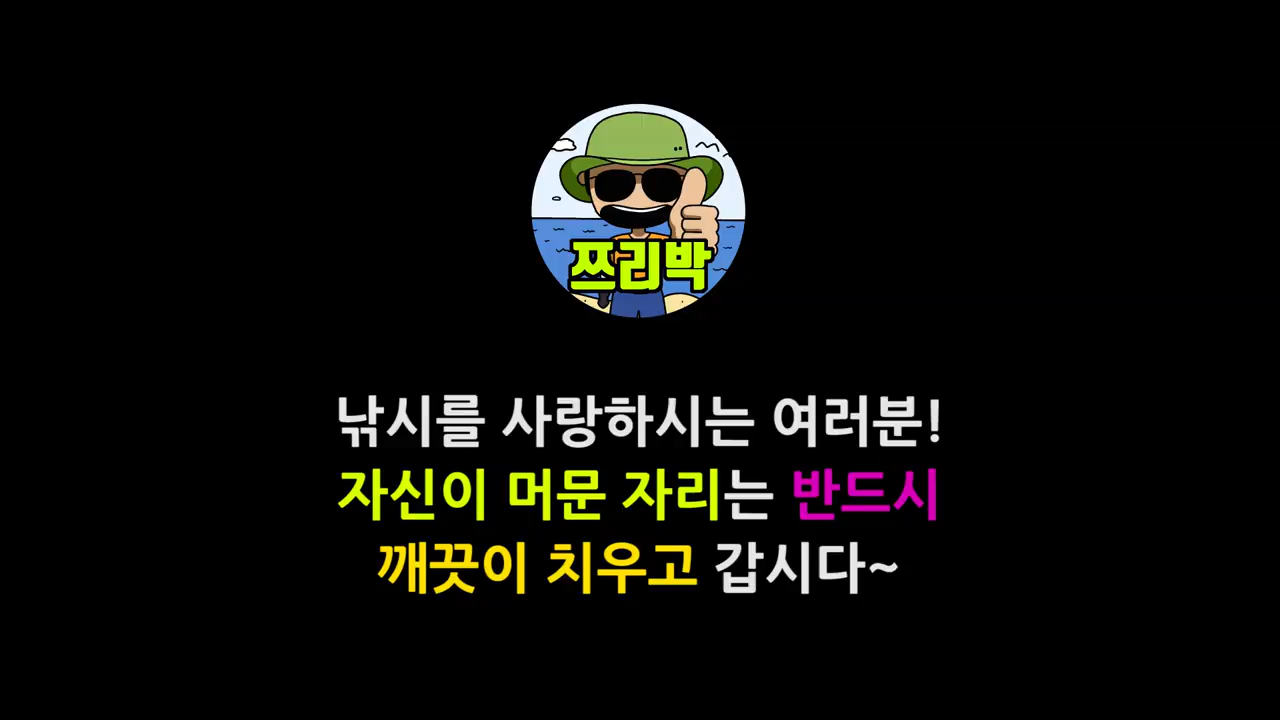 쯔리박
낚시를 사랑하시는 여러분!
자신이 머문 자리는 반드시
깨끗이 치우고 갑시다~